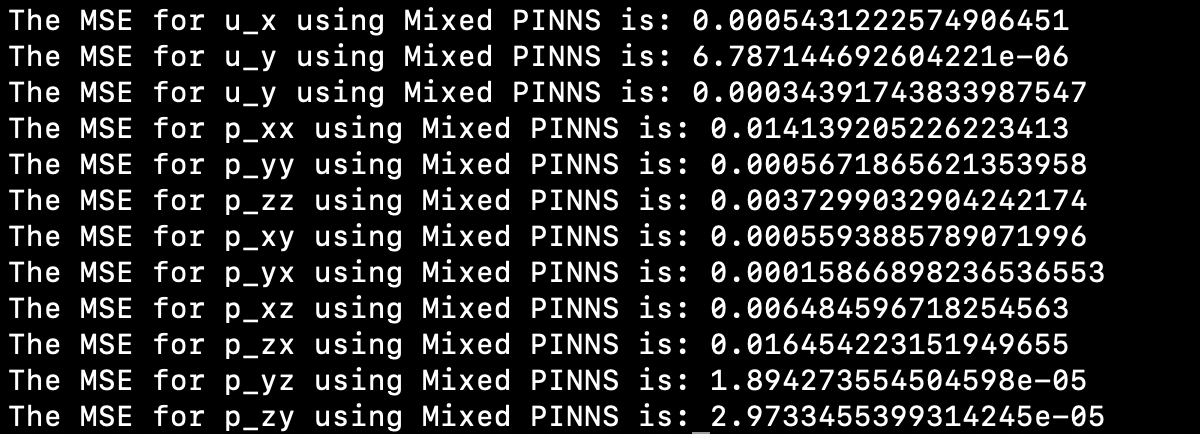 The MSE for u_x using Mixed PINNS is: 0.0005431222574906451
The MSE for u_y using Mixed PINNS is: 6.787144692604221e-06
The MSE for u_y using Mixed PINNS is: 0.00034391743833987547
The MSE for p_xx using Mixed PINNS is: 0.014139205226223413
The MSE for p_yy using Mixed PINNS is: 0.0005671865621353958
The MSE for p_zz using Mixed PINNS is: 0.0037299032904242174
The MSE for p_xy using Mixed PINNS is: 0.0005593885789071996
The MSE for p_yx using Mixed PINNS is: 0.00015866898236536553
The MSE for p_xz using Mixed PINNS is: 0.006484596718254563
The MSE for p_zx using Mixed PINNS is: 0.016454223151949655
The MSE for p_yz using Mixed PINNS is: 1.894273554504598e-05
The MSE for p_zy using Mixed PINNS is: 2.9733455399314245e-05